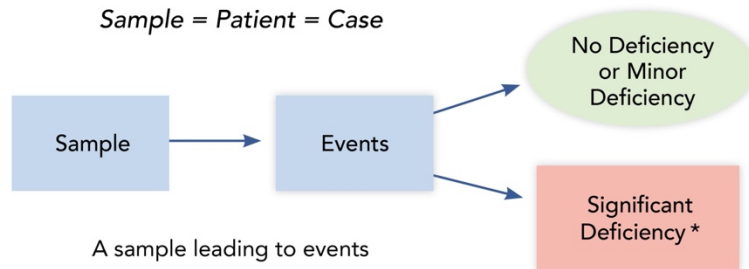 Sample = Patient = Case
No Deficiency
or Minor
Deficiency
Sample
Events
Significant
Deficiency *
A sample leading to events